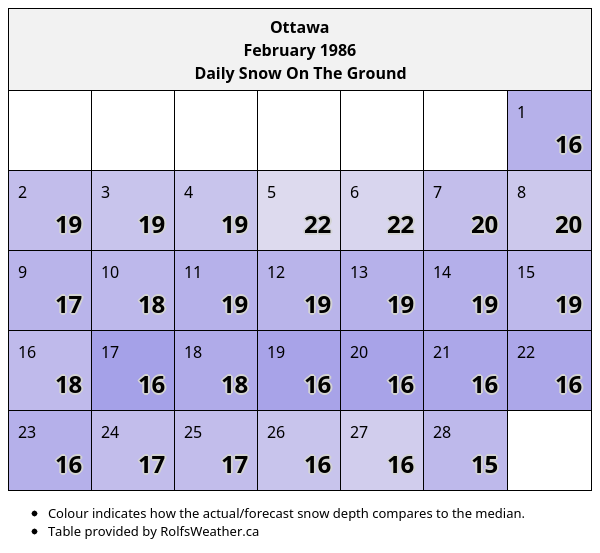 Ottawa
February 1986
Daily Snow On The Ground
1
16
2 3 4 5 6 7 8
19 19 19 22 22 20 20
9 10 11 12 13 14 15
17 18 19 19 19 19 19
16 17 18 19 20 21 22
18 16 18 16 16 16 16
23 24 25 26 27 28
16 17 17 16 16 15
• Colour indicates how the actual/forecast snow depth compares to the median.
• Table provided by RolfsWeather.ca